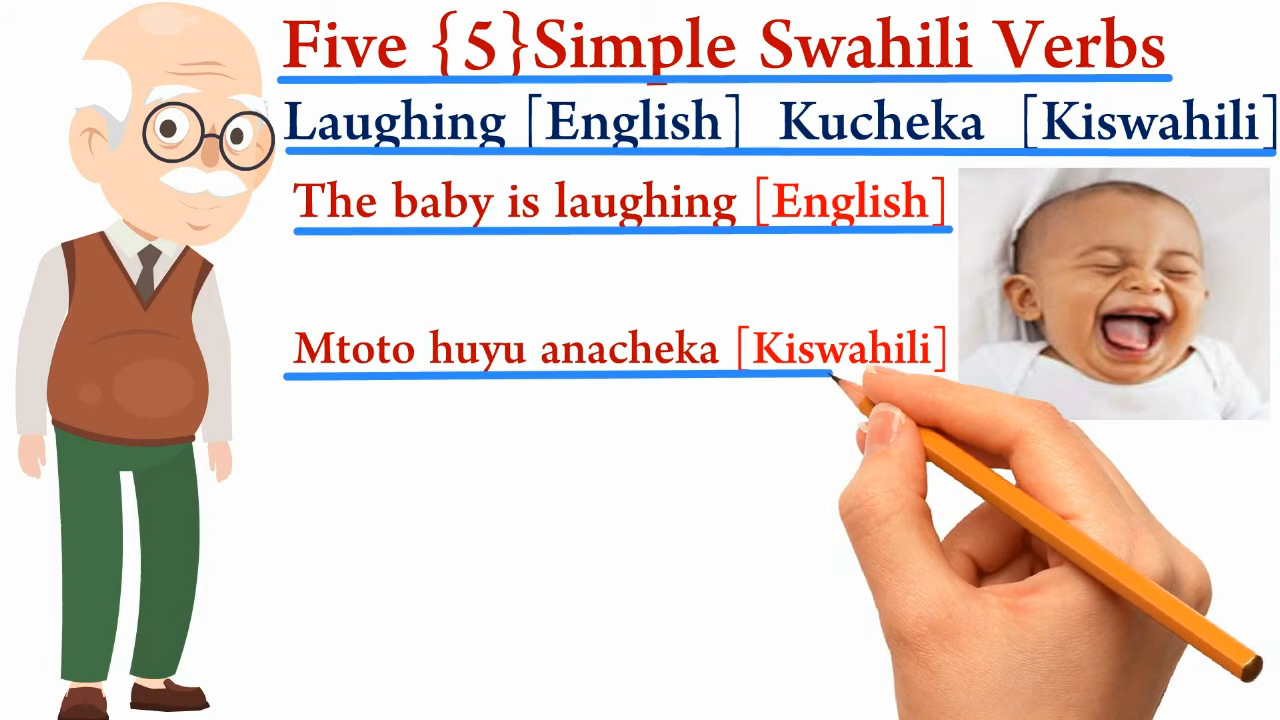 Five {5}Simple Swahili Verbs
Laughing [English] Kucheka [Kiswahili]
The baby is laughing [English]
Mtoto huyu anacheka [Kiswahili]